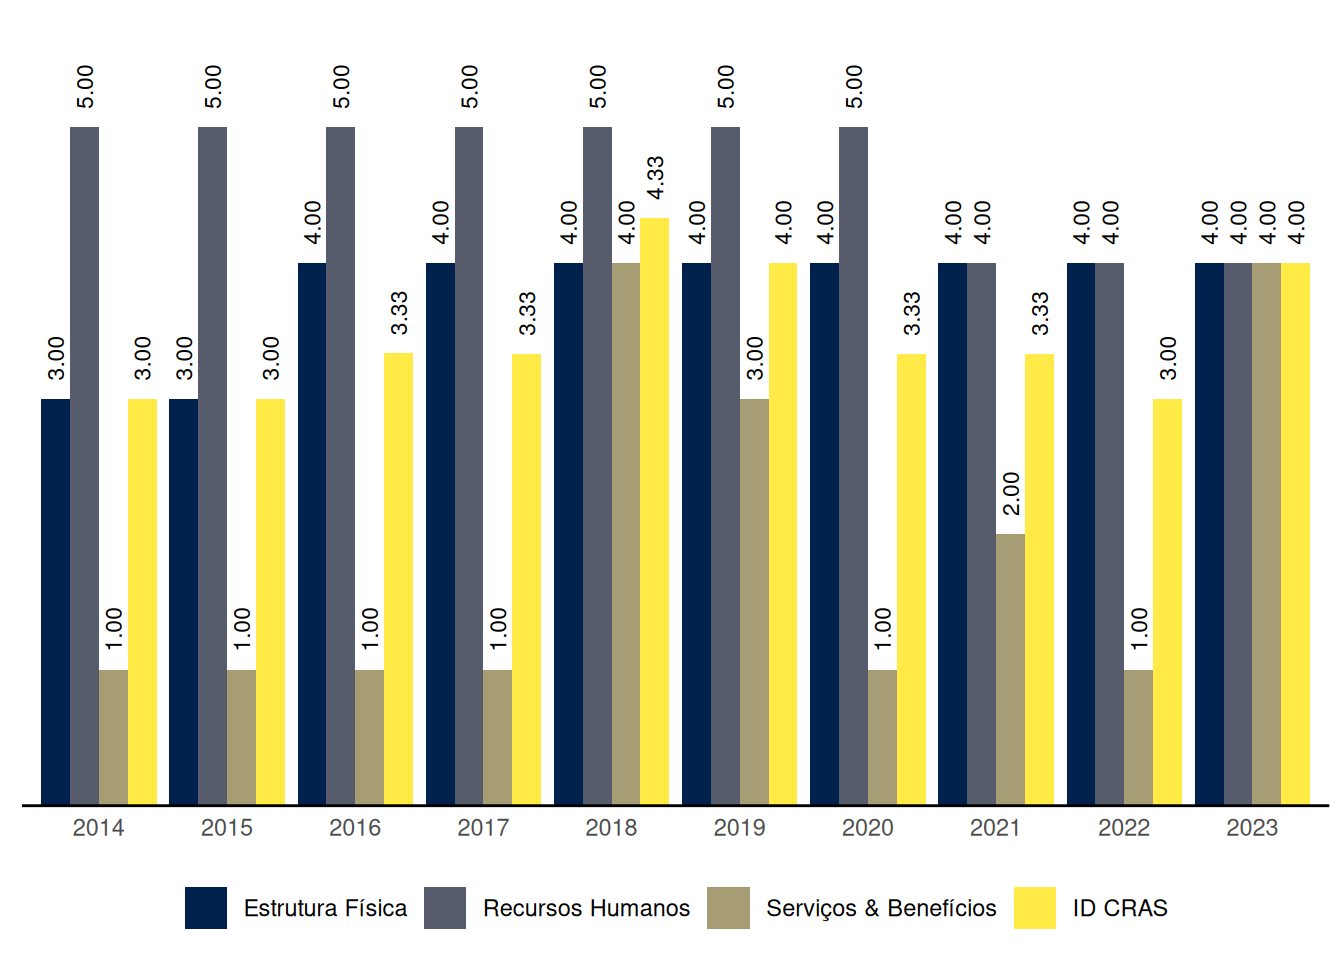 5.00 5.00 5.00 5.00 5.00 5.00 5.00
4.33
4.00 4.00 4.00 4.00 4.00 4.00 4.00 4.00 4.00 4.00 4.00 4.00 4.00 4.00 4.00
3.33 3.33 3.33 3.33
3.00 3.00 3.00 3.00 3.00 3.00
2.00
1.00 1.00 1.00 1.00 1.00 1.00
2014 2015 2016 2017 2018 2019 2020 2021 2022 2023
Estrutura Física Recursos Humanos Serviços & Benefícios ID CRAS